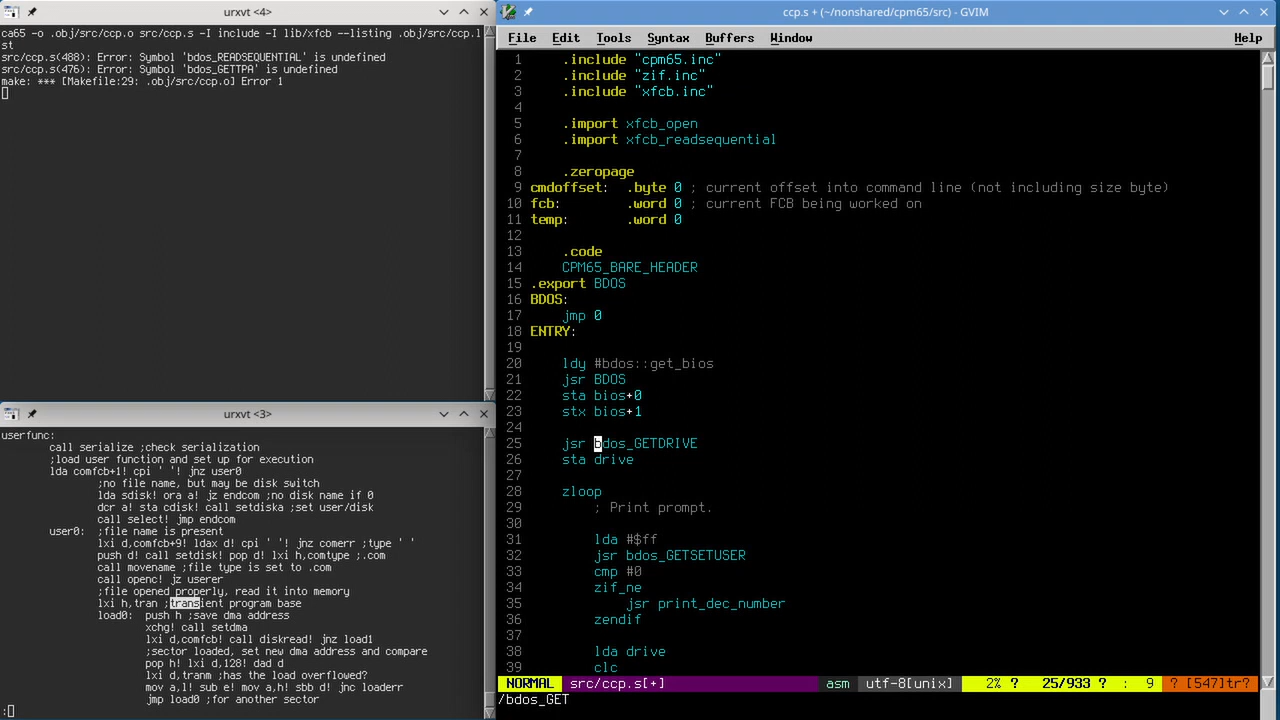 urxvt <4>
ca65 -o .obj/src/ccp.o src/ccp.s -I include -I lib/xfcb --listing .obj/src/ccp.l
st
src/ccp.s(488): Error: Symbol 'bdos_READSEQUENTIAL' is undefined
src/ccp.s(476): Error: Symbol 'bdos_GETTPA' is undefined
make: *** [Makefile:29: .obj/src/ccp.o] Error 1
urxvt <3>
userfunc:
call serialize ;check serialization
;load user function and set up for execution
lda comfcb+1! cpi ' '! jnz user0
;no file name, but may be disk switch
lda sdisk! ora a! jz endcom ;no disk name if 0
dcr a! sta cdisk! call setdiska ;set user/disk
call select! jmp endcom
user0: ;file name is present
lxi d,comfcb+9! ldax d! cpi ' '! jnz comerr ;type ' '
push d! call setdisk! pop d! lxi h,comtype ;.com
call movename ;file type is set to .com
call openc! jz userer
;file opened properly, read it into memory
lxi h,tran ;transient program base
load0: push h ;save dma address
xchg! call setdma
lxi d,comfcb! call diskread! jnz load1
;sector loaded, set new dma address and compare
pop h! lxi d,128! dad d
lxi d,tranm ;has the load overflowed?
mov a,l! sub e! mov a,h! sbb d! jnc loaderr
jmp load0 ;for another sector
:
ccp.s + (~/nonshared/cpm65/src) - GVIM
File Edit Tools Syntax Buffers Window Help
1 .include "cpm65.inc"
2 .include "zif.inc"
3 .include "xfcb.inc"
4
5 .import xfcb_open
6 .import xfcb_readsequential
7
8 .zeropage
9 cmdoffset: .byte 0 ; current offset into command line (not including size byte)
10 fcb: .word 0 ; current FCB being worked on
11 temp: .word 0
12
13 .code
14 CPM65_BARE_HEADER
15 .export BDOS
16 BDOS:
17 jmp 0
18 ENTRY:
19
20 ldy #bdos::get_bios
21 jsr BDOS
22 sta bios+0
23 stx bios+1
24
25 jsr bdos_GETDRIVE
26 sta drive
27
28 zloop
29 ; Print prompt.
30
31 lda #$ff
32 jsr bdos_GETSETUSER
33 cmp #0
34 zif_ne
35 jsr print_dec_number
36 zendif
37
38 lda drive
39 clc
NORMAL src/ccp.s[+] asm utf-8[unix] 2% ? 25/933 ? : 9 ? [547]tr?
/bdos_GET